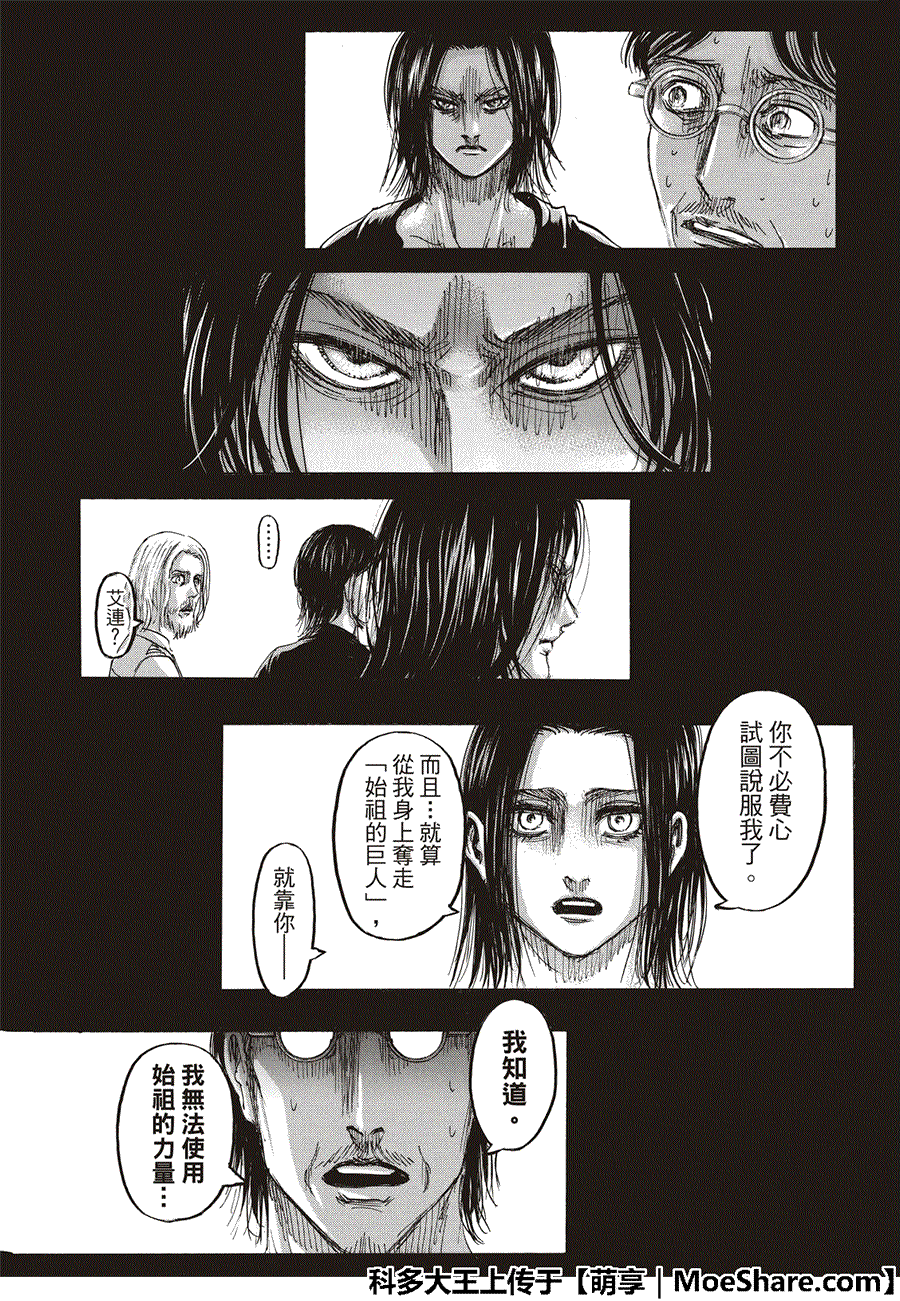 ……
艾連？
你不必費心
試圖說服我了。
而且…就算
從我身上奪走
「始祖的巨人」，
就靠你──
我知道。
我無法使用
始祖的力量…
科多大王上传于【萌享｜MoeShare.com】